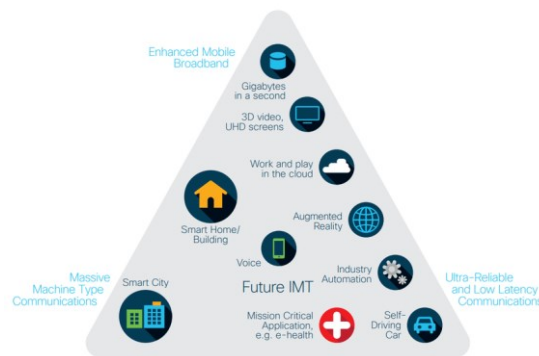 Enhanced Mobile
Broadband
Gigabytes
in a second
3D video,
UHD screens
Work and play
in the cloud
Smart Home/
Building
Augmented
Reality
Voice
Industry
Automation
Massive
Machine Type
Communications
Smart City
Future IMT
Ultra-Reliable
and Low Latency
Communications
Mission Critical
Application,
e.g. e-health
Self-
Driving
Car